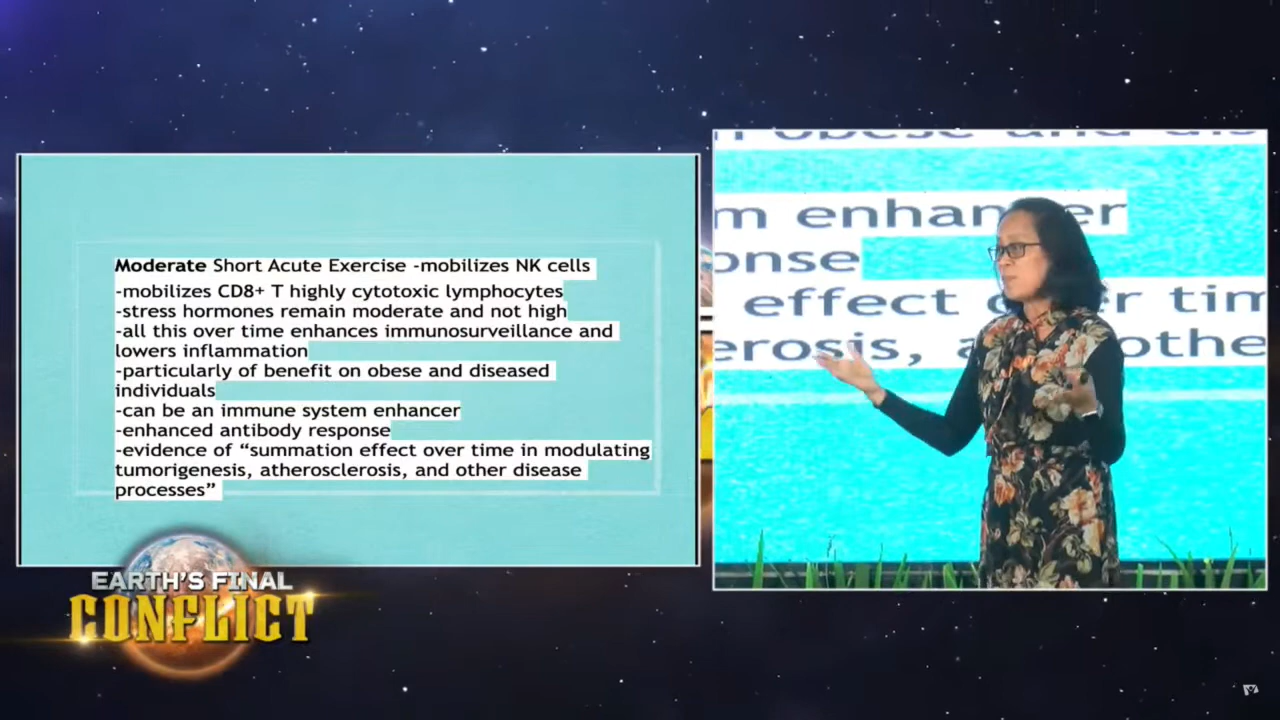 Moderate Short Acute Exercise -mobilizes NK cells
-mobilizes CD8+ T highly cytotoxic lymphocytes
-stress hormones remain moderate and not high
-all this over time enhances immunosurveillance and
lowers inflammation
-particularly of benefit on obese and diseased
individuals
-can be an immune system enhancer
-enhanced antibody response
-evidence of “summation effect over time in modulating
tumorigenesis, atherosclerosis, and other disease
processes”
EARTH'S FINAL
CONFLICT
obese and dis
m enhancer
onse
effect over tim
erosis, a othe